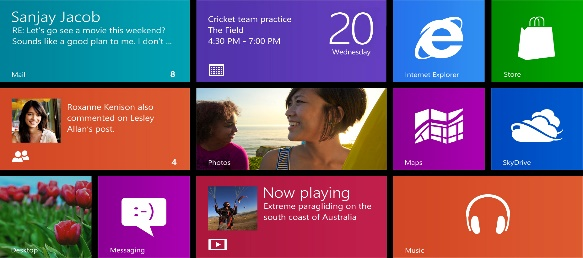 Sanjay Jacob
RE: Let's go see a movie this weekend?
Sounds like a good plan to me. I don't ...
Mail
8
Cricket team practice
The Field
4:30 PM - 7:00 PM
20
Wednesday
Internet Explorer
Store
Roxanne Kenison also
commented on Lesley
Allan's post.
4
Photos
Maps
SkyDrive
Desktop
:-)
Messaging
Now playing
Extreme paragliding on the
south coast of Australia
Music